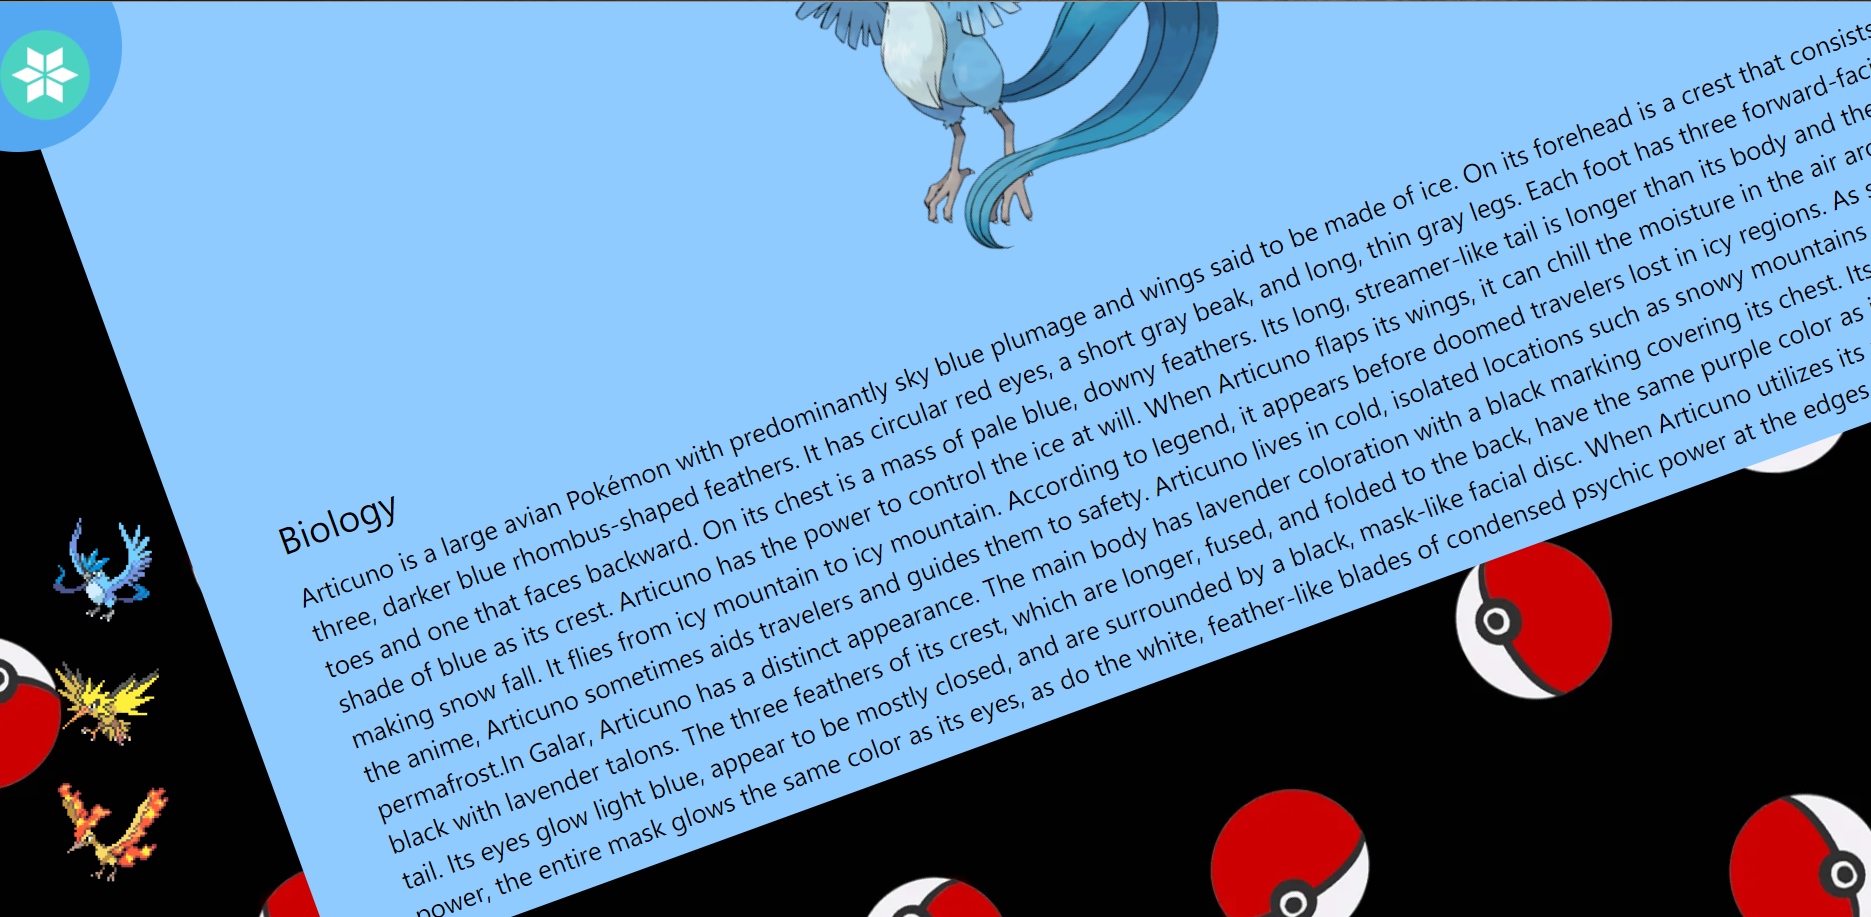 Biology
Articuno is a large avian Pokémon with predominantly sky blue plumage and wings said to be made of ice. On its forehead is a crest that consists
three, darker blue rhombus-shaped feathers. It has circular red eyes, a short gray beak, and long, thin gray legs. Each foot has three forward-faci
toes and one that faces backward. On its chest is a mass of pale blue, downy feathers. Its long, streamer-like tail is longer than its body and the
shade of blue as its crest. Articuno has the power to control the ice at will. When Articuno flaps its wings, it can chill the moisture in the air
making snow fall. It flies from icy mountain to icy mountain. According to legend, it appears before doomed travelers lost in icy regions. As
the anime, Articuno sometimes aids travelers and guides them to safety. Articuno lives in cold, isolated locations such as snowy mountains
permafrost.In Galar, Articuno has a distinct appearance. The main body has lavender coloration with a black marking covering its chest. Its
black with lavender talons. The three feathers of its crest, which are longer, fused, and folded to the back, have the same purple color as
tail. Its eyes glow light blue, appear to be mostly closed, and are surrounded by a black, mask-like facial disc. When Articuno utilizes its
power, the entire mask glows the same color as its eyes, as do the white, feather-like blades of condensed psychic power at the edges